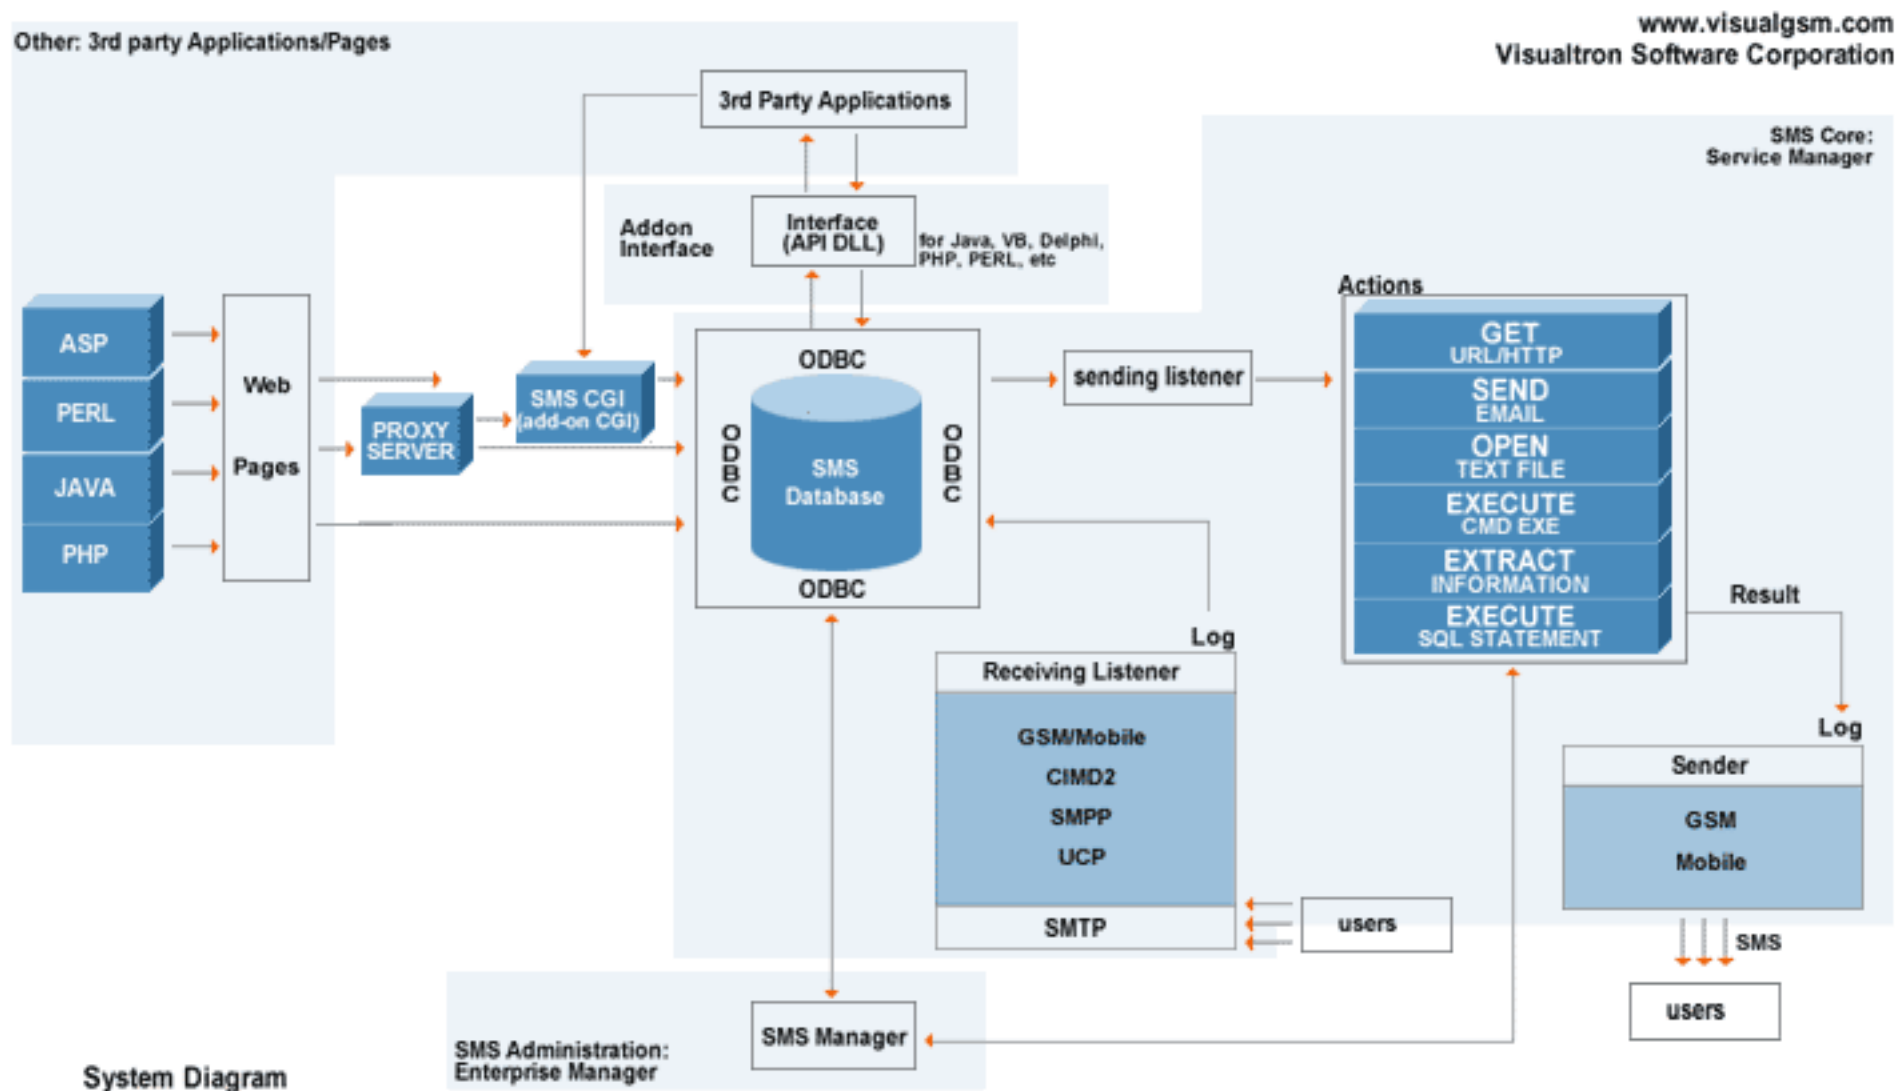 www.visualgsm.com
Visualtron Software Corporation
Other: 3rd party Applications/Pages
3rd Party Applications
SMS Core:
Service Manager
Addon
Interface
Interface
(API DLL)
for Java, VB, Delphi,
PHP, PERL, etc
ASP
PERL
JAVA
PHP
Web
Pages
PROXY
SERVER
SMS CGI
(add-on CGI)
ODBC
ODBC
SMS
Database
ODBC
ODBC
sending listener
Actions
GET
URL/HTTP
SEND
EMAIL
OPEN
TEXT FILE
EXECUTE
CMD EXE
EXTRACT
INFORMATION
EXECUTE
SQL STATEMENT
Result
Log
Receiving Listener
GSM/Mobile
CIMD2
SMPP
UCP
SMTP
users
Log
Sender
GSM
Mobile
SMS
users
SMS Manager
SMS Administration:
Enterprise Manager
System Diagram